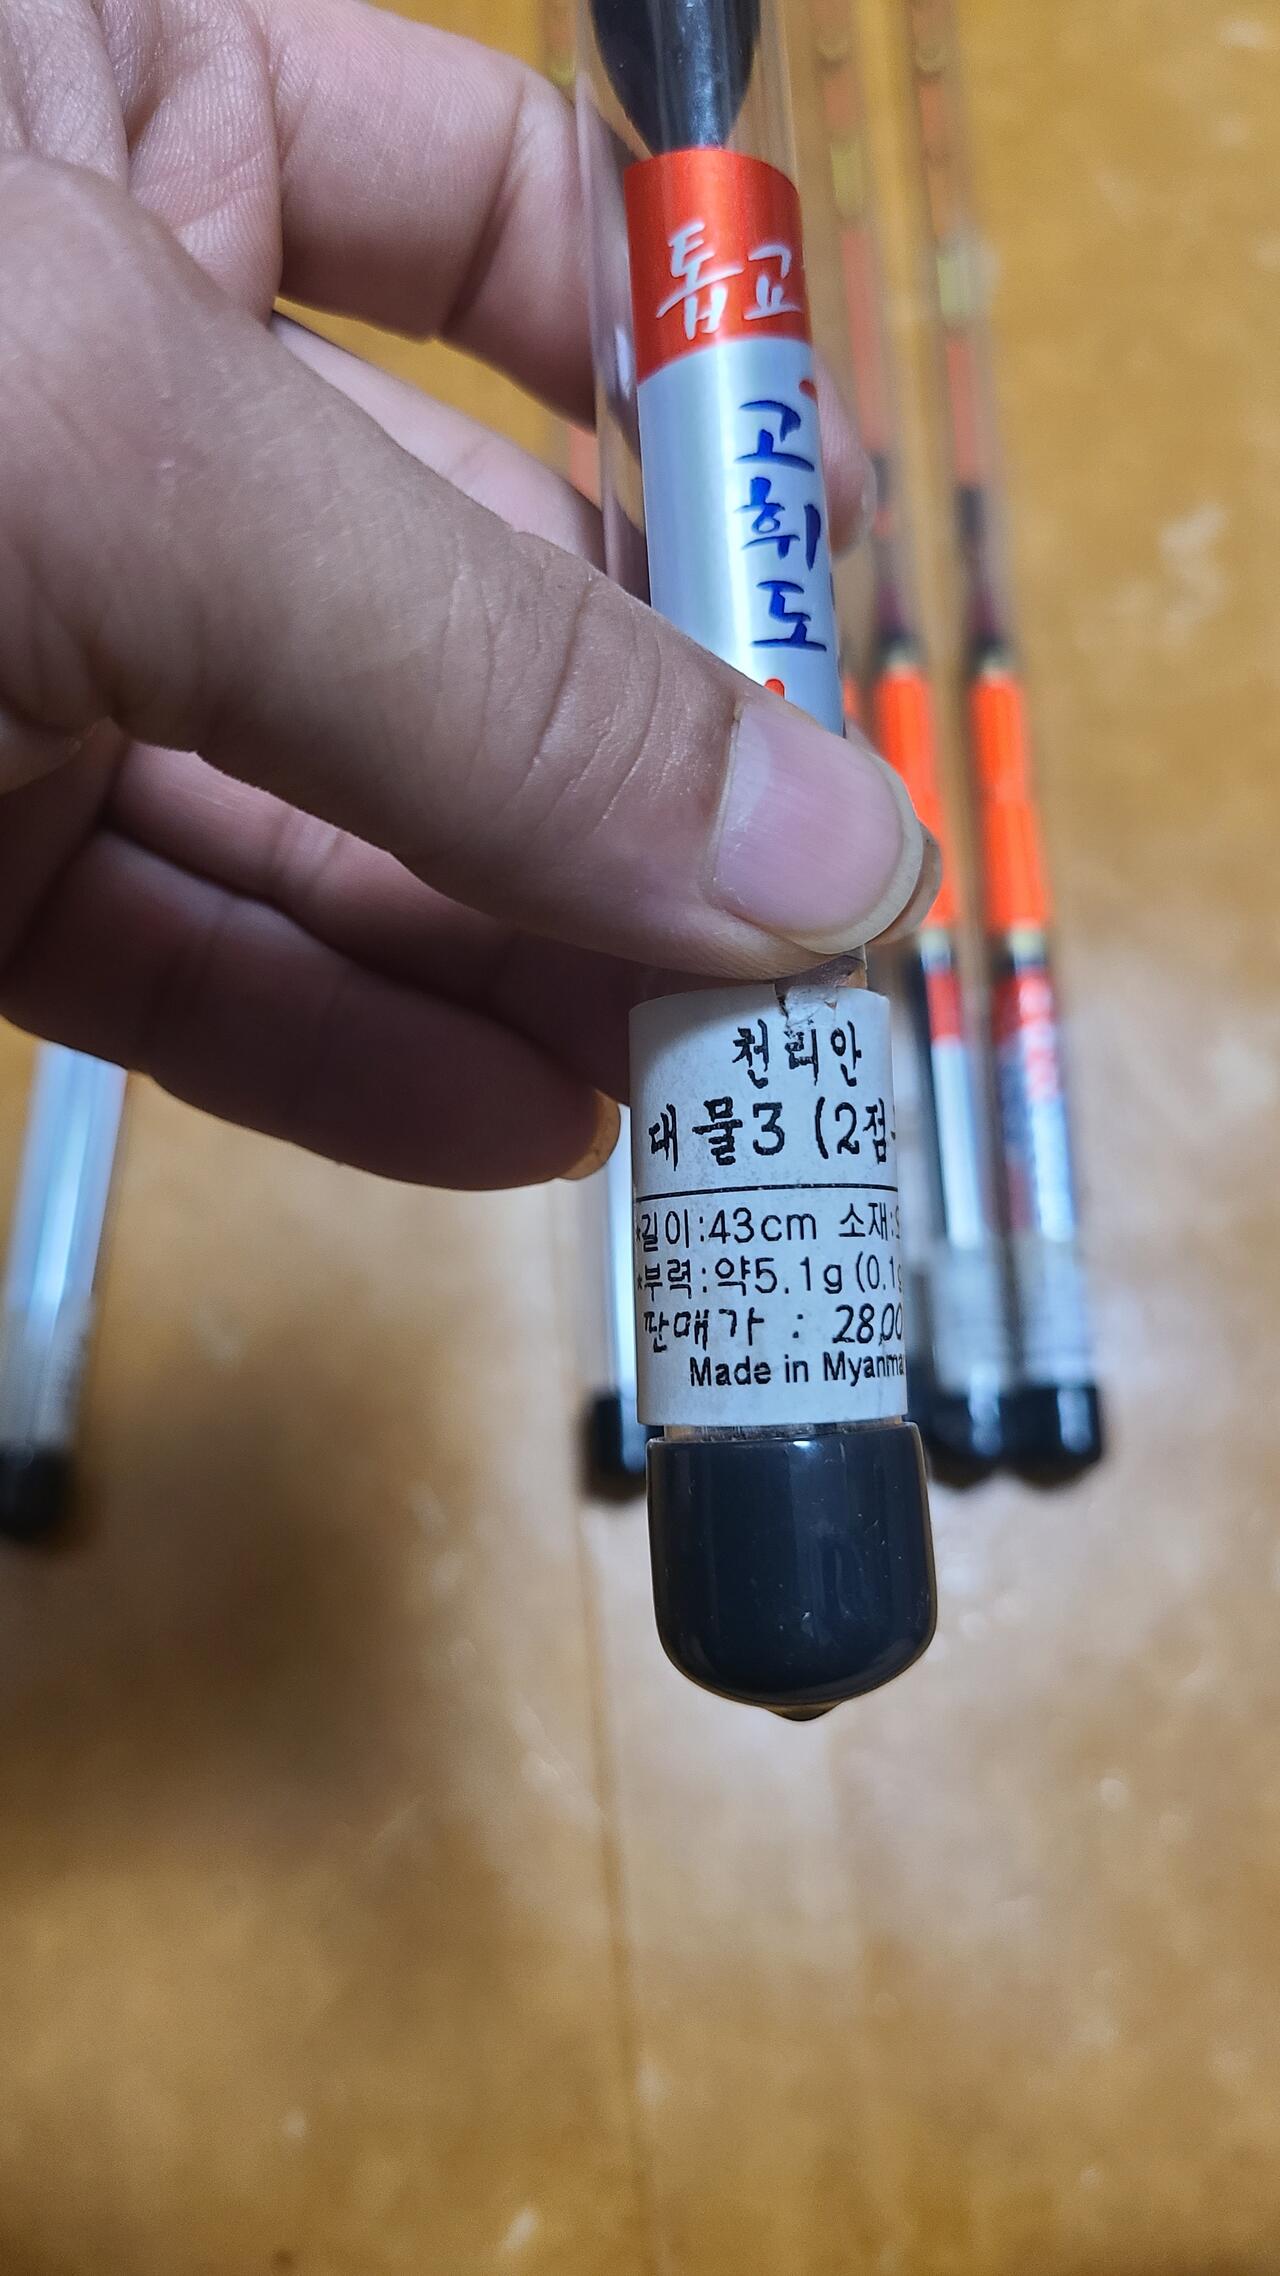 톱교
고
휘
도
천리안
대물3 (2점
*길이:43cm 소재:
*부력:약5.1g (0.1g
판매가 : 28,00
Made in Myanma